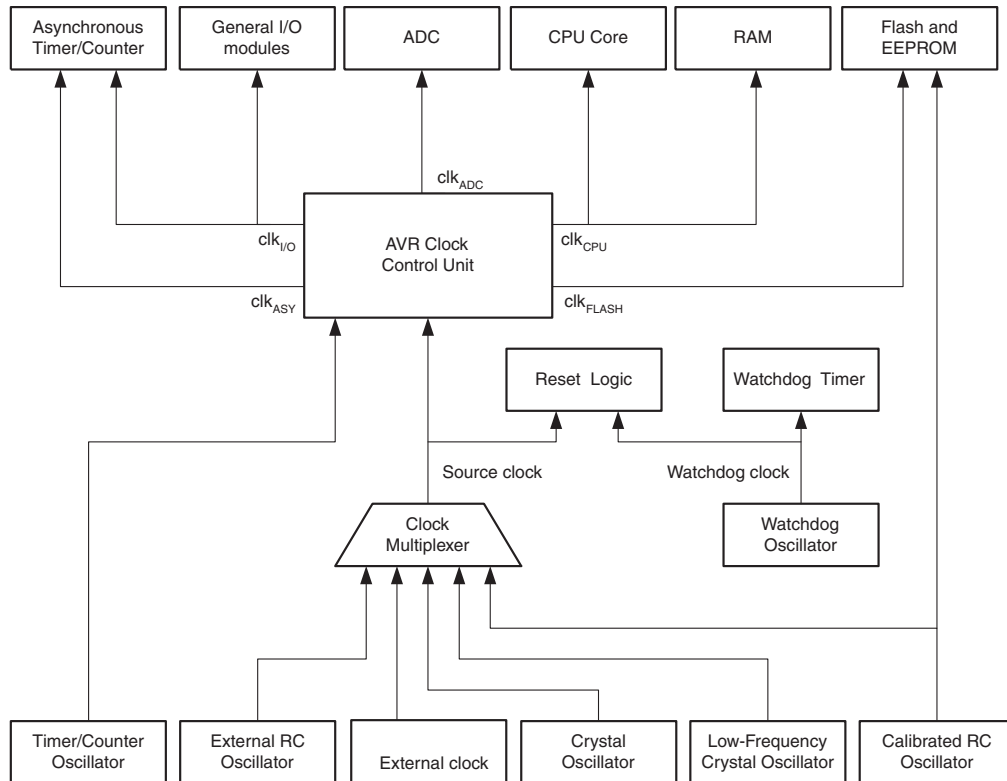 Asynchronous
Timer/Counter
General I/O
modules
ADC
CPU Core
RAM
Flash and
EEPROM
clkADC
clkI/O
AVR Clock
Control Unit
clkCPU
clkASY
clkFLASH
Reset Logic
Watchdog Timer
Source clock
Watchdog clock
Clock
Multiplexer
Watchdog
Oscillator
Timer/Counter
Oscillator
External RC
Oscillator
External clock
Crystal
Oscillator
Low-Frequency
Crystal Oscillator
Calibrated RC
Oscillator